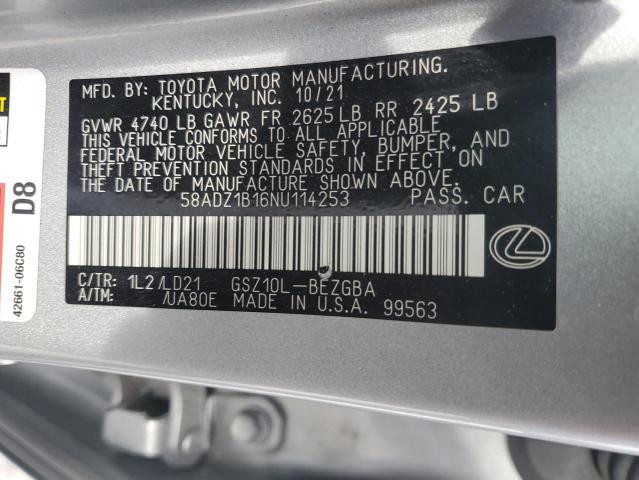 MFD. BY: TOYOTA MOTOR MANUFACTURING.
KENTUCKY, INC. 10/21
GVWR 4740 LB GAWR FR 2625 LB RR 2425 LB
THIS VEHICLE CONFORMS TO ALL APPLICABLE
FEDERAL MOTOR VEHICLE SAFETY, BUMPER, AND
THEFT PREVENTION STANDARDS IN EFFECT ON
THE DATE OF MANUFACTURE SHOWN ABOVE.
58ADZ1B16NU114253 PASS. CAR
C/TR: 1L2/LD21 GSZ10L-BEZGBA
A/TM: /UA80E MADE IN U.S.A. 99563
D8
42661-06C80